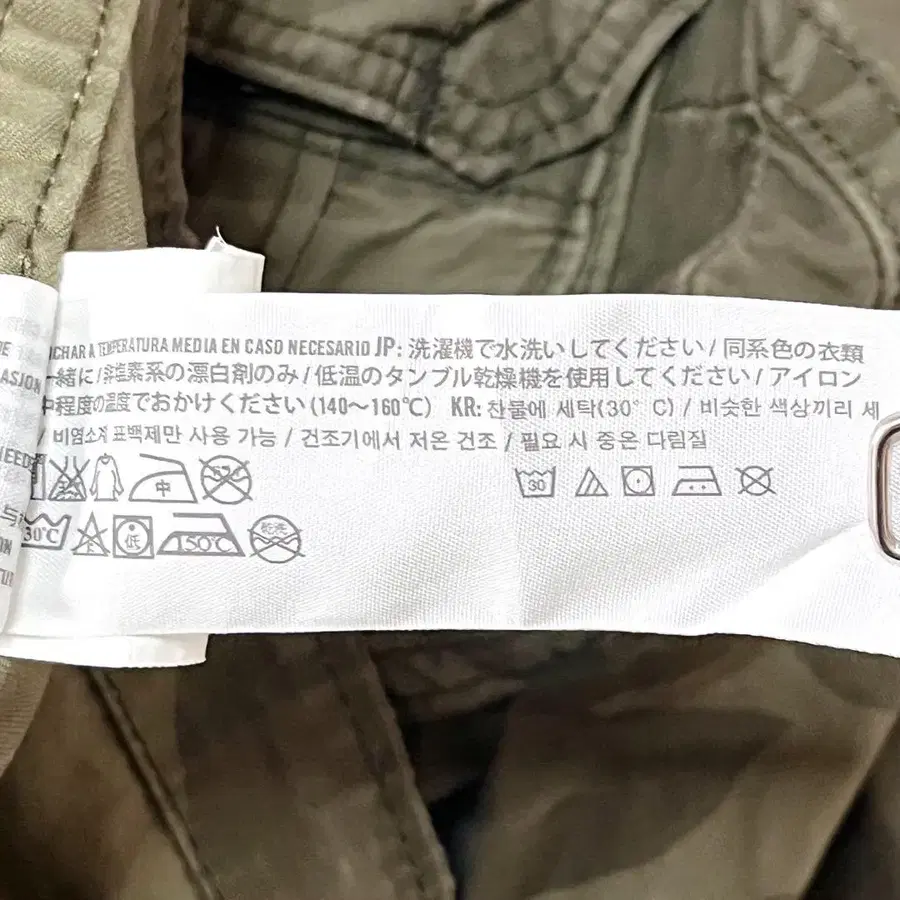 CHAR A TEMPERATURA MEDIA EN CASO NECESARIO JP: 洗濯機で水洗いしてください / 同系色の衣類
一緒に / 非塩素系の漂白剤のみ / 低温のタンブル乾燥機を使用してください / アイロン
中程度の温度でおかけください (140〜160℃) KR: 찬물에 세탁(30° C) / 비슷한 색상끼리 세
/ 비염소계 표백제만 사용 가능 / 건조기에서 저온 건조 / 필요 시 중온 다림질
中
30
30℃
低
150℃
乾洗
ASJON
NEEDE